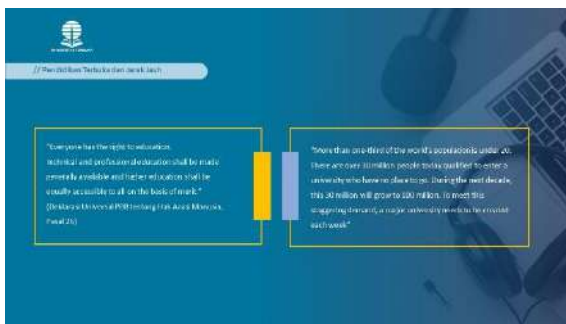 // Pendidikan Terbuka dan Jarak Jauh
"Everyone has the right to education.
technical and professional education shall be made
generally available and higher education shall be
equally accessible to all on the basis of merit."
(Deklarasi Universal PBB tentang Hak Asasi Manusia,
Pasal 26)
"More than one-third of the world's population is under 20.
There are over 30 million people today qualified to enter a
university who have no place to go. During the next decade,
this 30 million will grow to 100 million. To meet this
staggering demand, a major university needs to be created
each week"